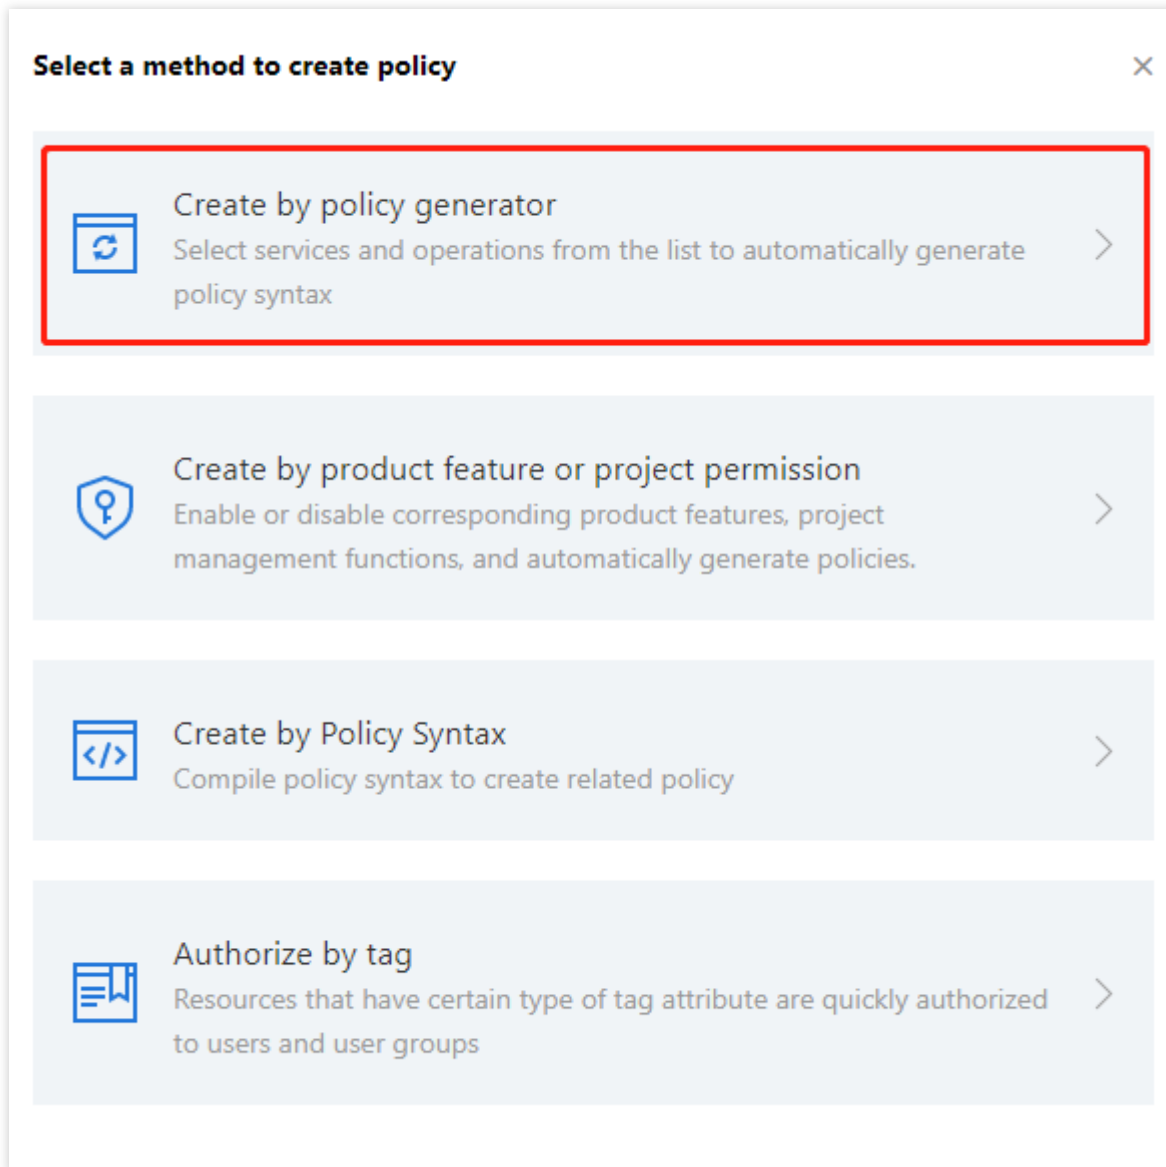 Select a method to create policy
Create by policy generator
Select services and operations from the list to automatically generate
policy syntax
Create by product feature or project permission
Enable or disable corresponding product features, project
management functions, and automatically generate policies.
Create by Policy Syntax
Compile policy syntax to create related policy
Authorize by tag
Resources that have certain type of tag attribute are quickly authorized
to users and user groups